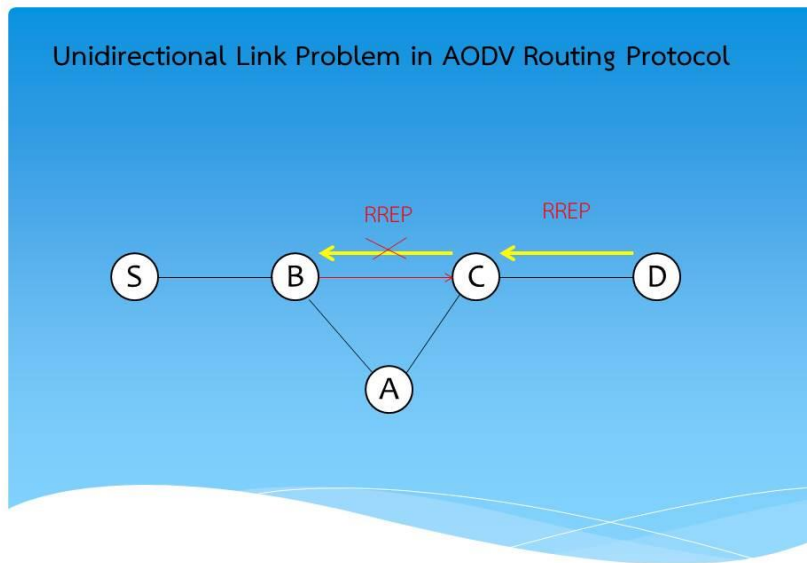 Unidirectional Link Problem in AODV Routing Protocol
RREP
RREP
S
B
C
D
A